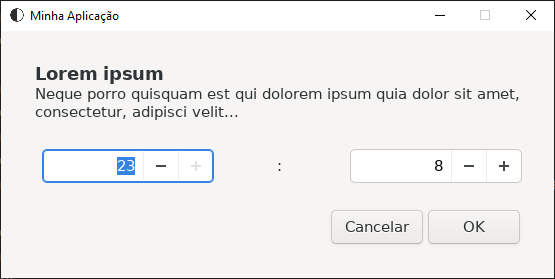 Minha Aplicação
Lorem ipsum
Neque porro quisquam est qui dolorem ipsum quia dolor sit amet,
consectetur, adipisci velit...
23 : 8
Cancelar OK